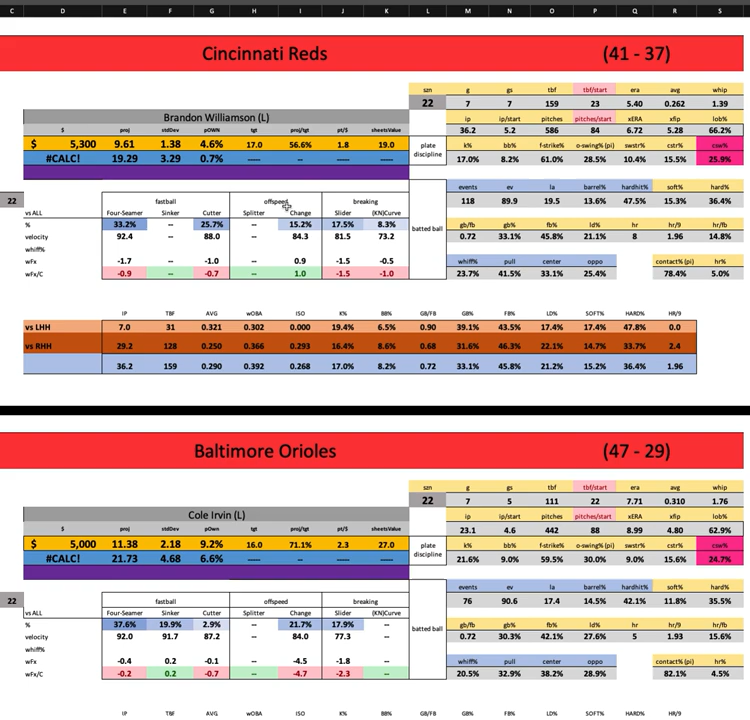 C D E F G H I J K L M N O P Q R S
Cincinnati Reds (41 - 37)
szn g gs tbf tbf/start era avg whip
22 7 7 159 23 5.40 0.262 1.39
Brandon Williamson (L) ip ip/start pitches pitches/start xERA xfip lob%
36.2 5.2 586 84 6.72 5.28 66.2%
$ proj stdDev pOWN tgt proj/tgt pt/$ sheetsValue
$ 5,300 9.61 1.38 4.6% 17.0 56.6% 1.8 19.0 plate discipline k% bb% f-strike% o-swing% (pi) swstr% cstr% csw%
#CALC! 19.29 3.29 0.7% ---- -- ---- ---- 17.0% 8.2% 61.0% 28.5% 10.4% 15.5% 25.9%
events ev la barrel% hardhit% soft% hard%
22 fastball offspeed breaking 118 89.9 19.5 13.6% 47.5% 15.3% 36.4%
vs ALL Four-Seamer Sinker Cutter Splitter Change Slider (KN)Curve
% 33.2% -- 25.7% -- 15.2% 17.5% 8.3% batted ball gb/fb gb% fb% ld% hr hr/9 hr/fb
velocity 92.4 -- 88.0 -- 84.3 81.5 73.2 0.72 33.1% 45.8% 21.1% 8 1.96 14.8%
whiff%
wFx -1.7 -- -1.0 -- 0.9 -1.5 -0.5 whiff% pull center oppo contact% (pi) hr%
wFx/C -0.9 -- -0.7 -- 1.0 -1.5 -1.0 23.7% 41.5% 33.1% 25.4% 78.4% 5.0%
IP TBF AVG wOBA ISO K% BB% GB/FB GB% FB% LD% SOFT% HARD% HR/9
vs LHH 7.0 31 0.321 0.302 0.000 19.4% 6.5% 0.90 39.1% 43.5% 17.4% 17.4% 47.8% 0.0
vs RHH 29.2 128 0.250 0.366 0.293 16.4% 8.6% 0.68 31.6% 46.3% 22.1% 14.7% 33.7% 2.4
36.2 159 0.290 0.392 0.268 17.0% 8.2% 0.72 33.1% 45.8% 21.2% 15.2% 36.4% 1.96
Baltimore Orioles (47 - 29)
szn g gs tbf tbf/start era avg whip
22 7 5 111 22 7.71 0.310 1.76
Cole Irvin (L) ip ip/start pitches pitches/start xERA xfip lob%
23.1 4.6 442 88 8.99 4.80 62.9%
$ proj stdDev pOwn tgt proj/tgt pt/$ sheetsValue
$ 5,000 11.38 2.18 9.2% 16.0 71.1% 2.3 27.0 plate discipline k% bb% f-strike% o-swing% (pi) swstr% cstr% csw%
#CALC! 21.73 4.68 6.6% ---- -- ---- ---- 21.6% 9.0% 59.5% 30.0% 9.0% 15.6% 24.7%
events ev la barrel% hardhit% soft% hard%
22 fastball offspeed breaking 76 90.6 17.4 14.5% 42.1% 11.8% 35.5%
vs ALL Four-Seamer Sinker Cutter Splitter Change Slider (KN)Curve
% 37.6% 19.9% 2.9% -- 21.7% 17.9% -- batted ball gb/fb gb% fb% ld% hr hr/9 hr/fb
velocity 92.0 91.7 87.2 -- 84.0 77.3 -- 0.72 30.3% 42.1% 27.6% 5 1.93 15.6%
whiff%
wFx -0.4 0.2 -0.1 -- -4.5 -1.8 -- whiff% pull center oppo contact% (pi) hr%
wFx/C -0.2 0.2 -0.7 -- -4.7 -2.3 -- 20.5% 32.9% 38.2% 28.9% 82.1% 4.5%
IP TBF AVG wOBA ISO K% BB% GB/FB GB% FB% LD% SOFT% HARD% HR/9